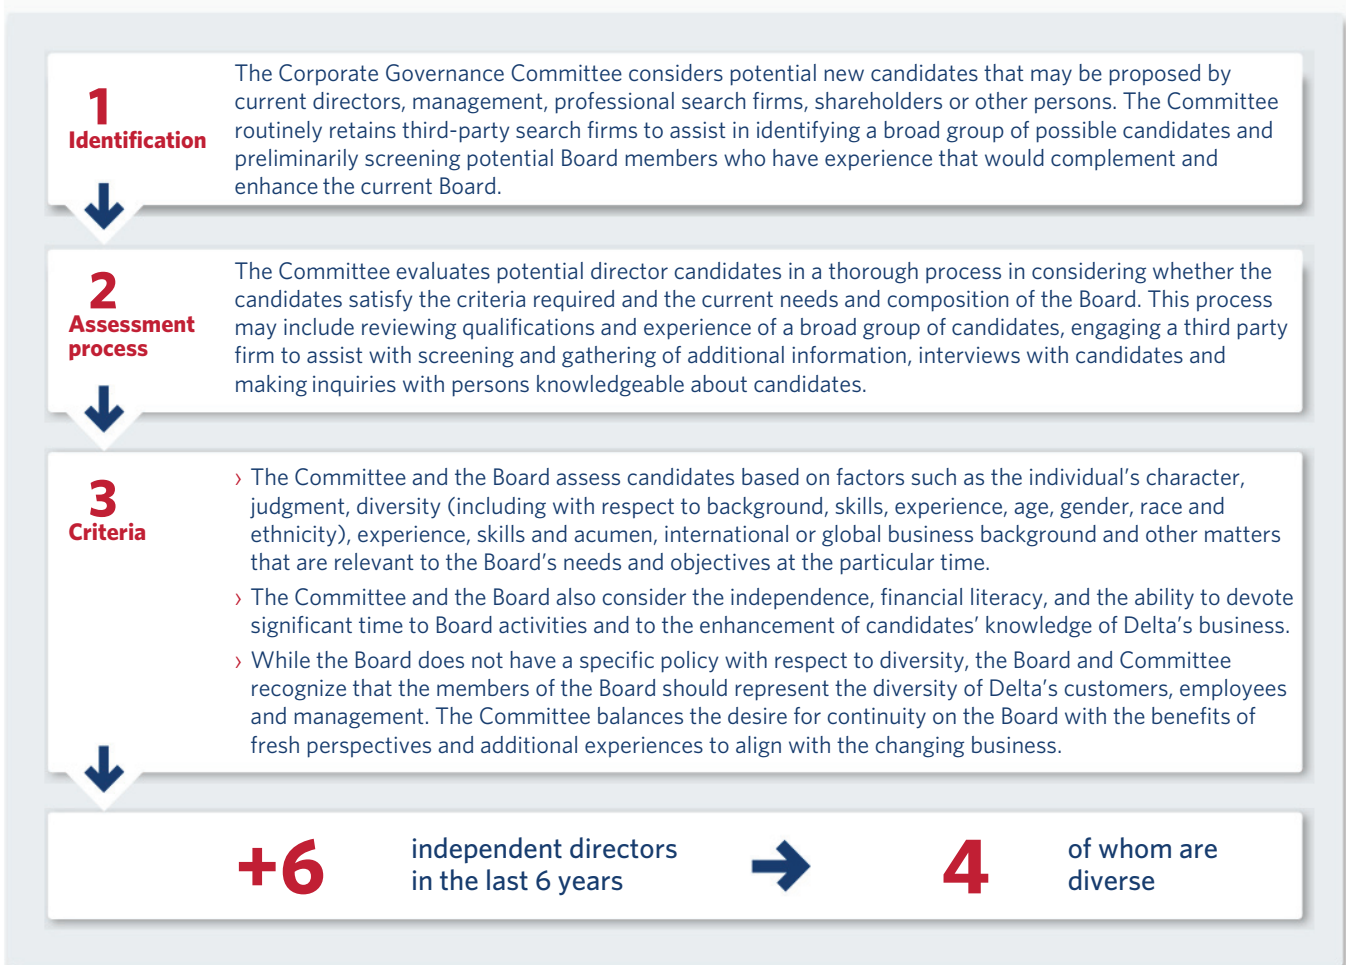 1
Identification
The Corporate Governance Committee considers potential new candidates that may be proposed by
current directors, management, professional search firms, shareholders or other persons. The Committee
routinely retains third-party search firms to assist in identifying a broad group of possible candidates and
preliminarily screening potential Board members who have experience that would complement and
enhance the current Board.
2
Assessment
process
The Committee evaluates potential director candidates in a thorough process in considering whether the
candidates satisfy the criteria required and the current needs and composition of the Board. This process
may include reviewing qualifications and experience of a broad group of candidates, engaging a third party
firm to assist with screening and gathering of additional information, interviews with candidates and
making inquiries with persons knowledgeable about candidates.
3
Criteria
› The Committee and the Board assess candidates based on factors such as the individual’s character,
judgment, diversity (including with respect to background, skills, experience, age, gender, race and
ethnicity), experience, skills and acumen, international or global business background and other matters
that are relevant to the Board’s needs and objectives at the particular time.
› The Committee and the Board also consider the independence, financial literacy, and the ability to devote
significant time to Board activities and to the enhancement of candidates’ knowledge of Delta’s business.
› While the Board does not have a specific policy with respect to diversity, the Board and Committee
recognize that the members of the Board should represent the diversity of Delta’s customers, employees
and management. The Committee balances the desire for continuity on the Board with the benefits of
fresh perspectives and additional experiences to align with the changing business.
+6
independent directors
in the last 6 years
4
of whom are
diverse